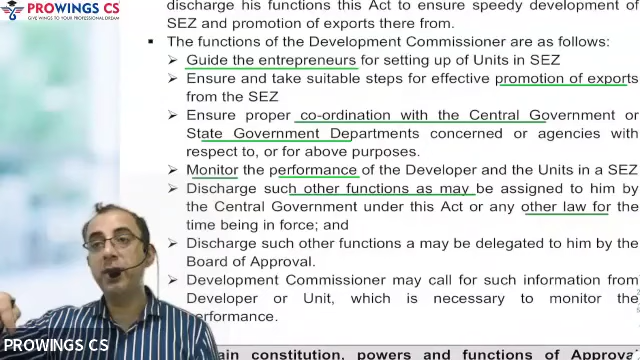 PROWINGS CS
GIVE WINGS TO YOUR PROFESSIONAL DREAM
discharge his functions this Act to ensure speedy development of
SEZ and promotion of exports there from.
▪ The functions of the Development Commissioner are as follows:
➢ Guide the entrepreneurs for setting up of Units in SEZ
➢ Ensure and take suitable steps for effective promotion of exports
from the SEZ
➢ Ensure proper co-ordination with the Central Government or
State Government Departments concerned or agencies with
respect to, or for above purposes.
➢ Monitor the performance of the Developer and the Units in a SEZ
➢ Discharge such other functions as may be assigned to him by
the Central Government under this Act or any other law for the
time being in force; and
➢ Discharge such other functions a may be delegated to him by the
Board of Approval.
➢ Development Commissioner may call for such information from
Developer or Unit, which is necessary to monitor the
performance.
constitution, powers and functions of Approval
PROWINGS CS